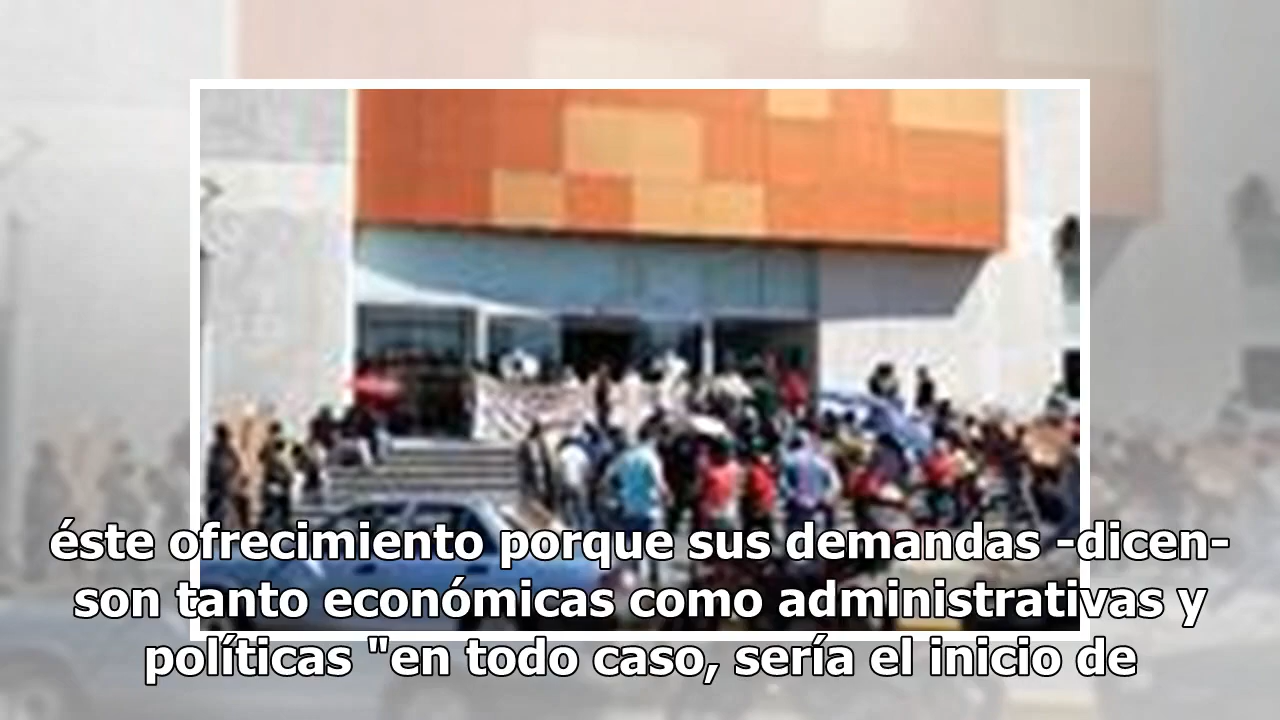 éste ofrecimiento porque sus demandas -dicen-
son tanto económicas como administrativas y
políticas "en todo caso, sería el inicio de